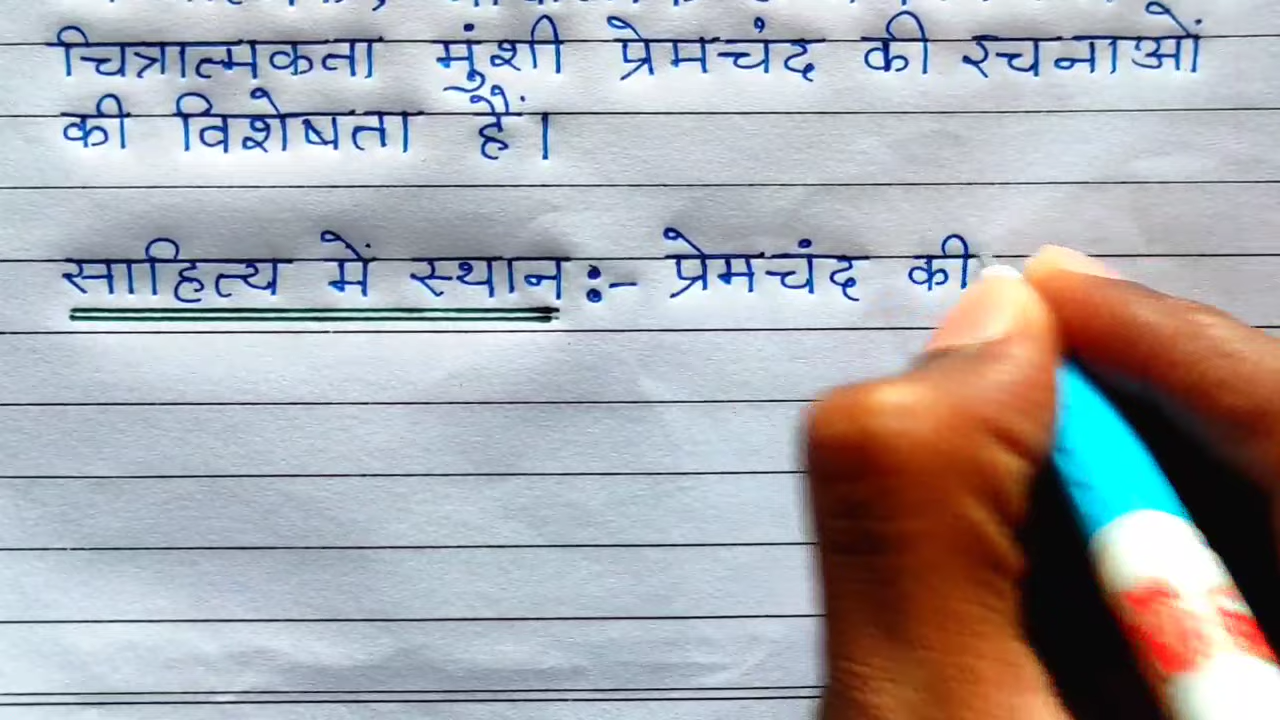 चित्रात्मकता मुंशी प्रेमचंद की रचनाओं
की विशेषता हैं।
साहित्य में स्थान:- प्रेमचंद की